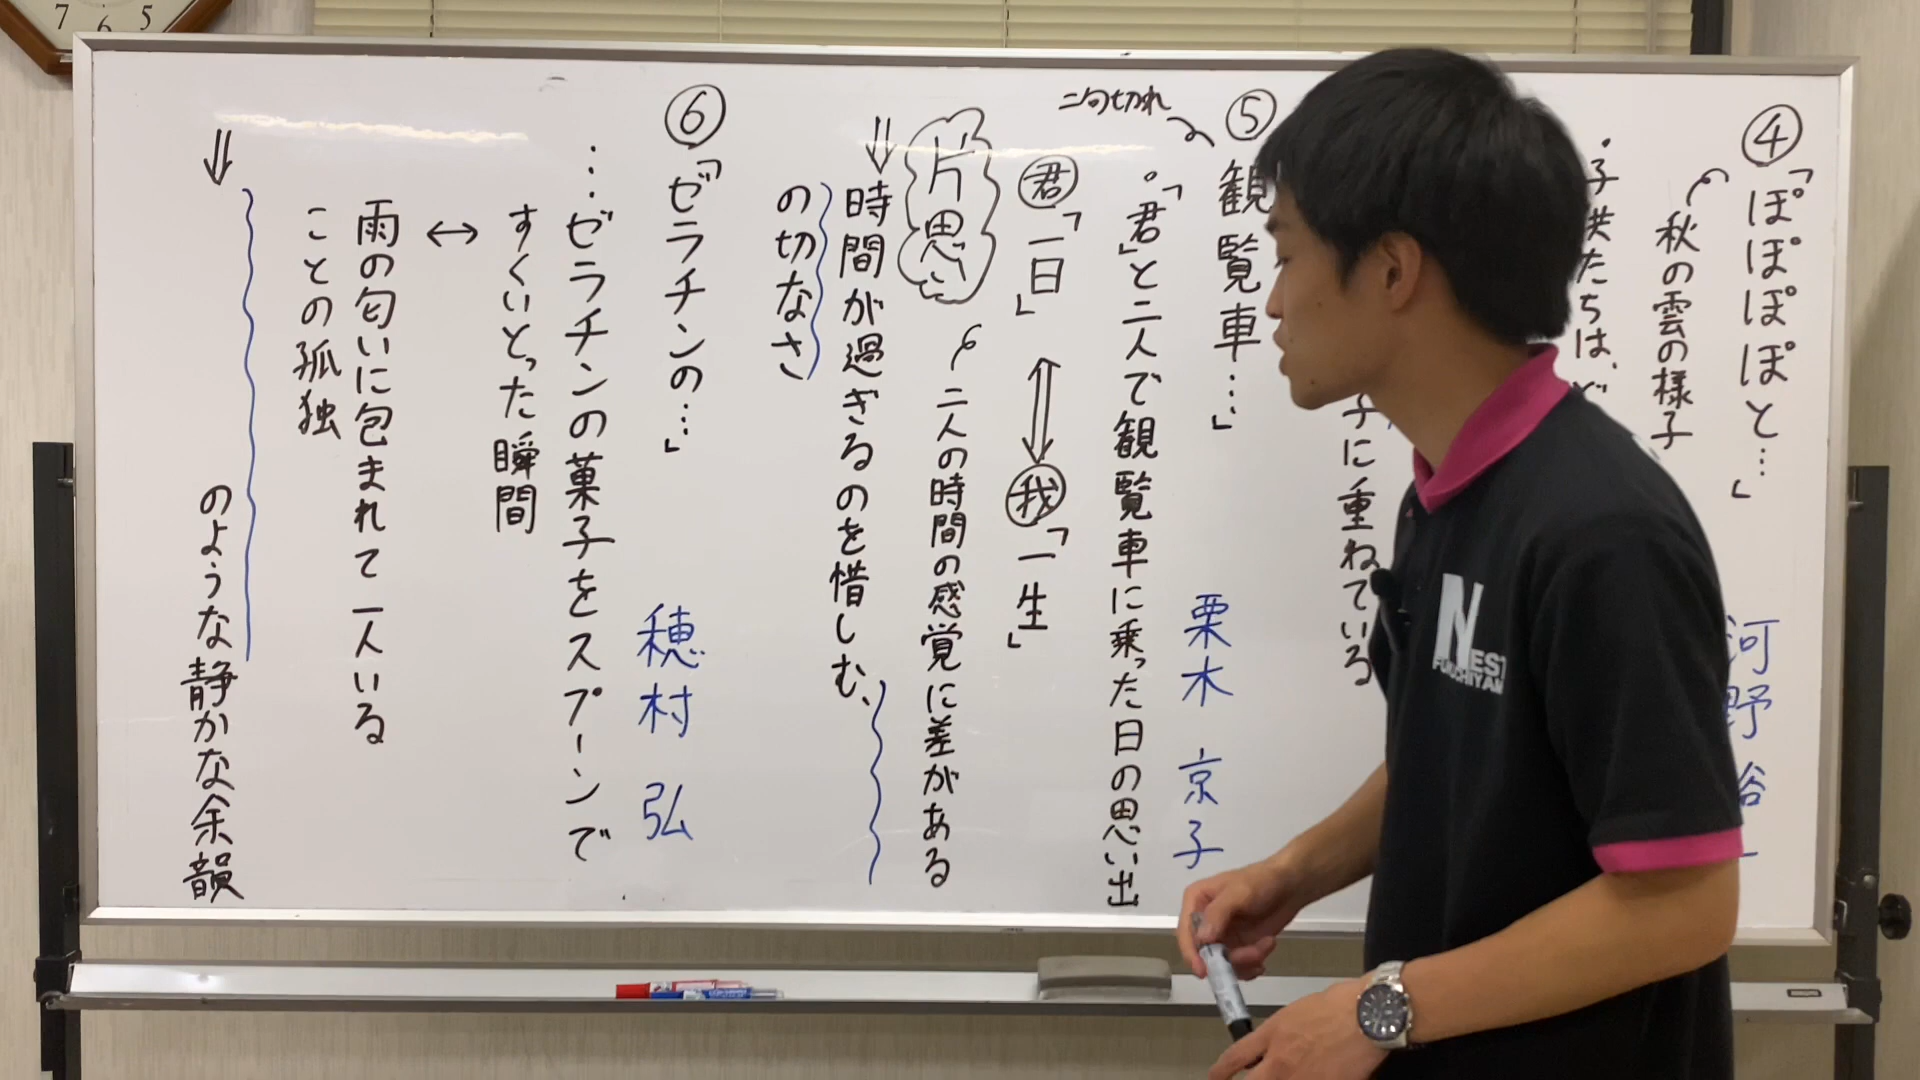 ④「ぽぽぽぽと…」
河野裕
秋の雲の様子
・子供たちは、
子に重ねている
⑤
二句切れ
観覧車…」
栗木 京子
・「君」と二人で観覧車に乗った日の思い出
君「一日」⇔我「一生」
片思い
二人の時間の感覚に差がある
⇒時間が過ぎるのを惜しむ、
の切なさ
⑥「ゼラチンの…」
穂村 弘
…ゼラチンの菓子をスプーンで
すくいとった瞬間
↔
雨の匂いに包まれて一人いる
ことの孤独
⇒
のような静かな余韻
NEST
FUKUCHIYAMA
7 6 5